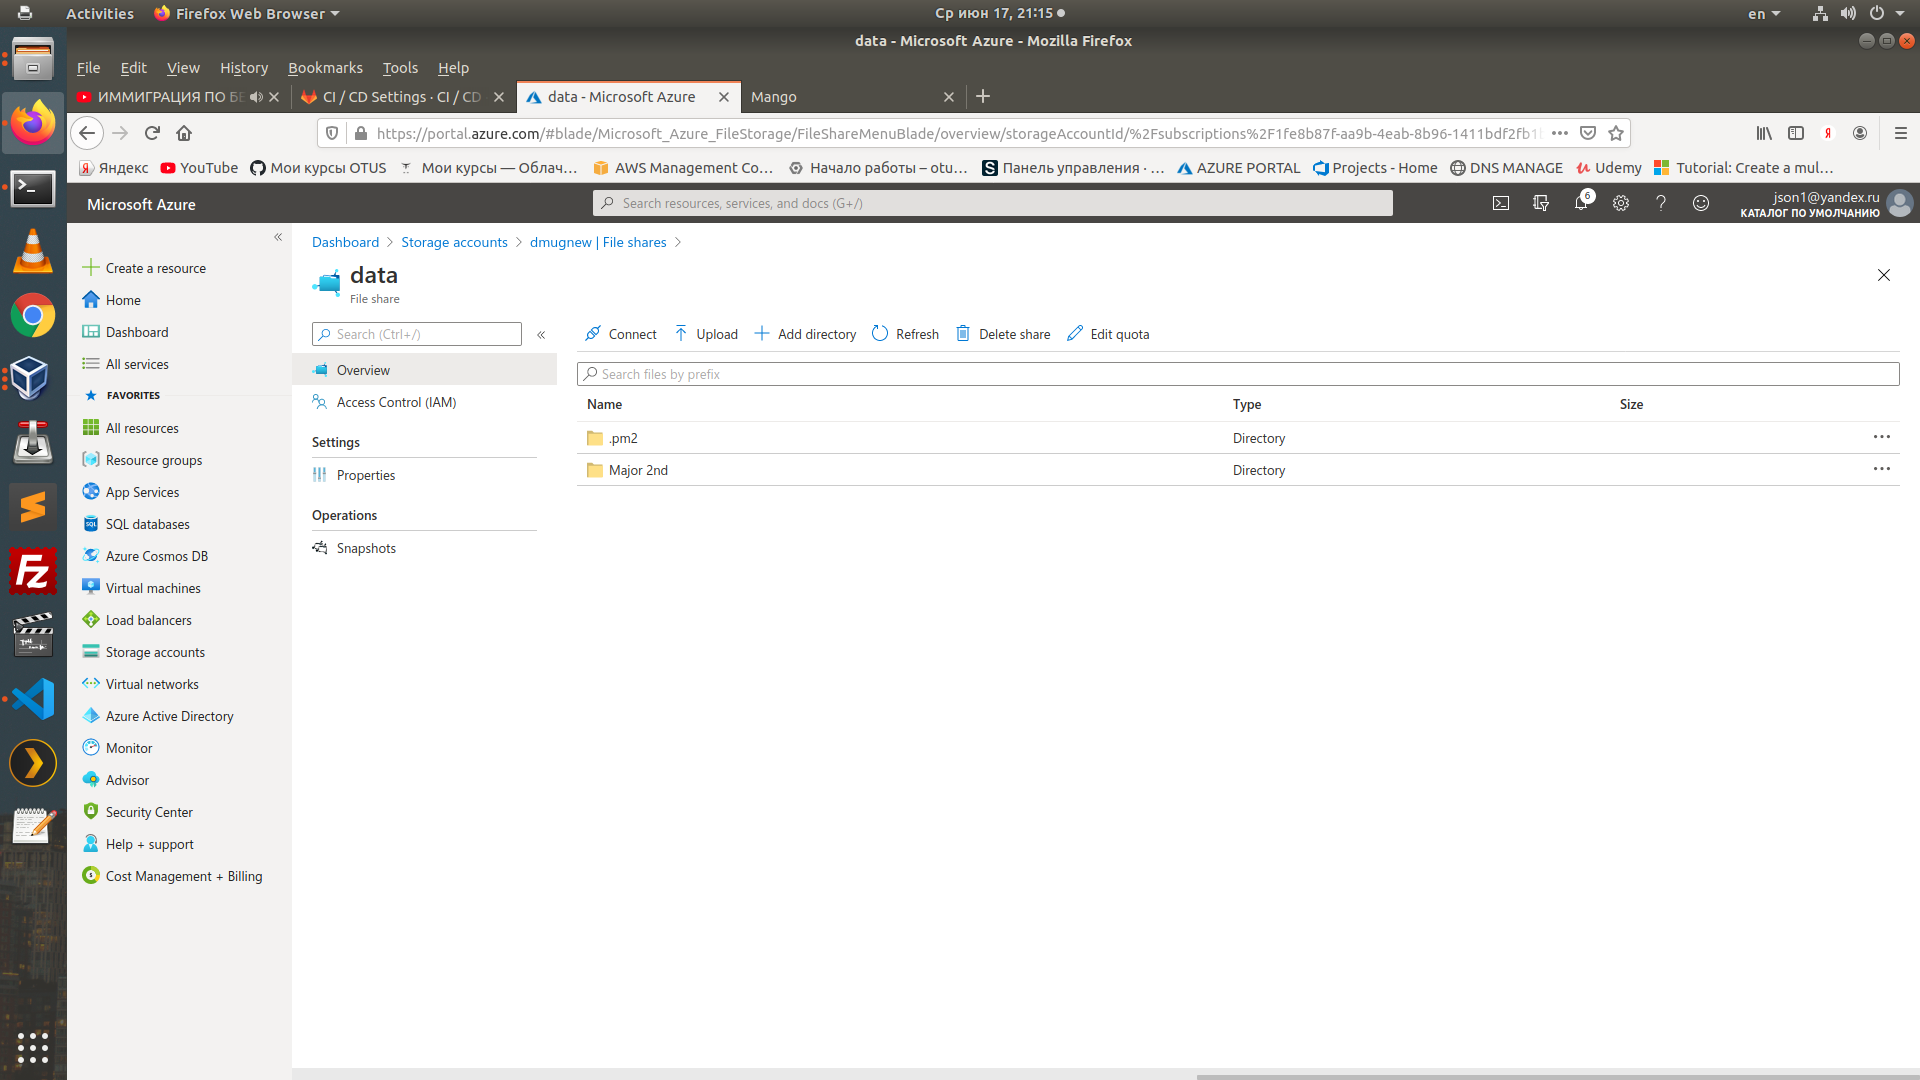 Activities Firefox Web Browser Ср июн 17, 21:15 en
data - Microsoft Azure - Mozilla Firefox
File Edit View History Bookmarks Tools Help
ИММИГРАЦИЯ ПО БЕ CI / CD Settings · CI / CD data - Microsoft Azure Mango
https://portal.azure.com/#blade/Microsoft_Azure_FileStorage/FileShareMenuBlade/overview/storageAccountId/%2Fsubscriptions%2F1fe8b87f-aa9b-4eab-8b96-1411bdf2fb1
Яндекс YouTube Мои курсы OTUS Мои курсы — Облач… AWS Management Co… Начало работы – otu… Панель управления · … AZURE PORTAL Projects - Home DNS MANAGE Udemy Tutorial: Create a mul…
Microsoft Azure Search resources, services, and docs (G+/) 6 json1@yandex.ru
КАТАЛОГ ПО УМОЛЧАНИЮ
Create a resource
Home
Dashboard
All services
FAVORITES
All resources
Resource groups
App Services
SQL databases
Azure Cosmos DB
Virtual machines
Load balancers
Storage accounts
Virtual networks
Azure Active Directory
Monitor
Advisor
Security Center
Help + support
Cost Management + Billing
Dashboard > Storage accounts > dmugnew | File shares >
data
File share
Search (Ctrl+/)
Overview
Access Control (IAM)
Settings
Properties
Operations
Snapshots
Connect Upload Add directory Refresh Delete share Edit quota
Search files by prefix
Name Type Size
.pm2 Directory
Major 2nd Directory